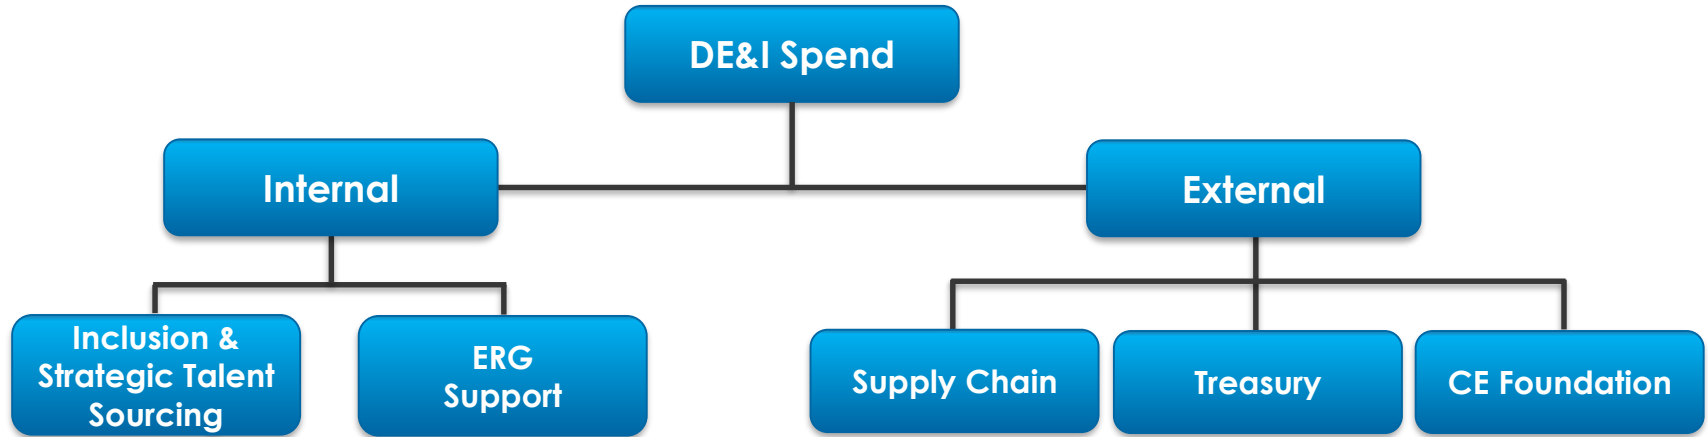 DE&I Spend
Internal
External
Inclusion &
Strategic Talent
Sourcing
ERG
Support
Supply Chain
Treasury
CE Foundation